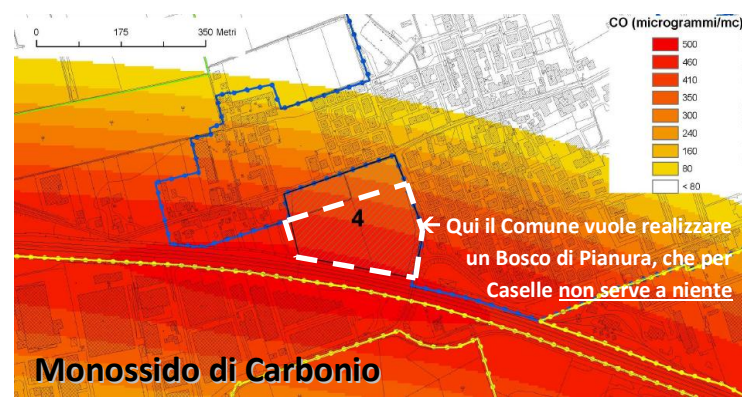 CO (microgrammi/mc)
0 175 350 Metri
500
460
410
350
300
240
160
80
< 80
4
Qui il Comune vuole realizzare
un Bosco di Pianura, che per
Caselle non serve a niente
Monossido di Carbonio